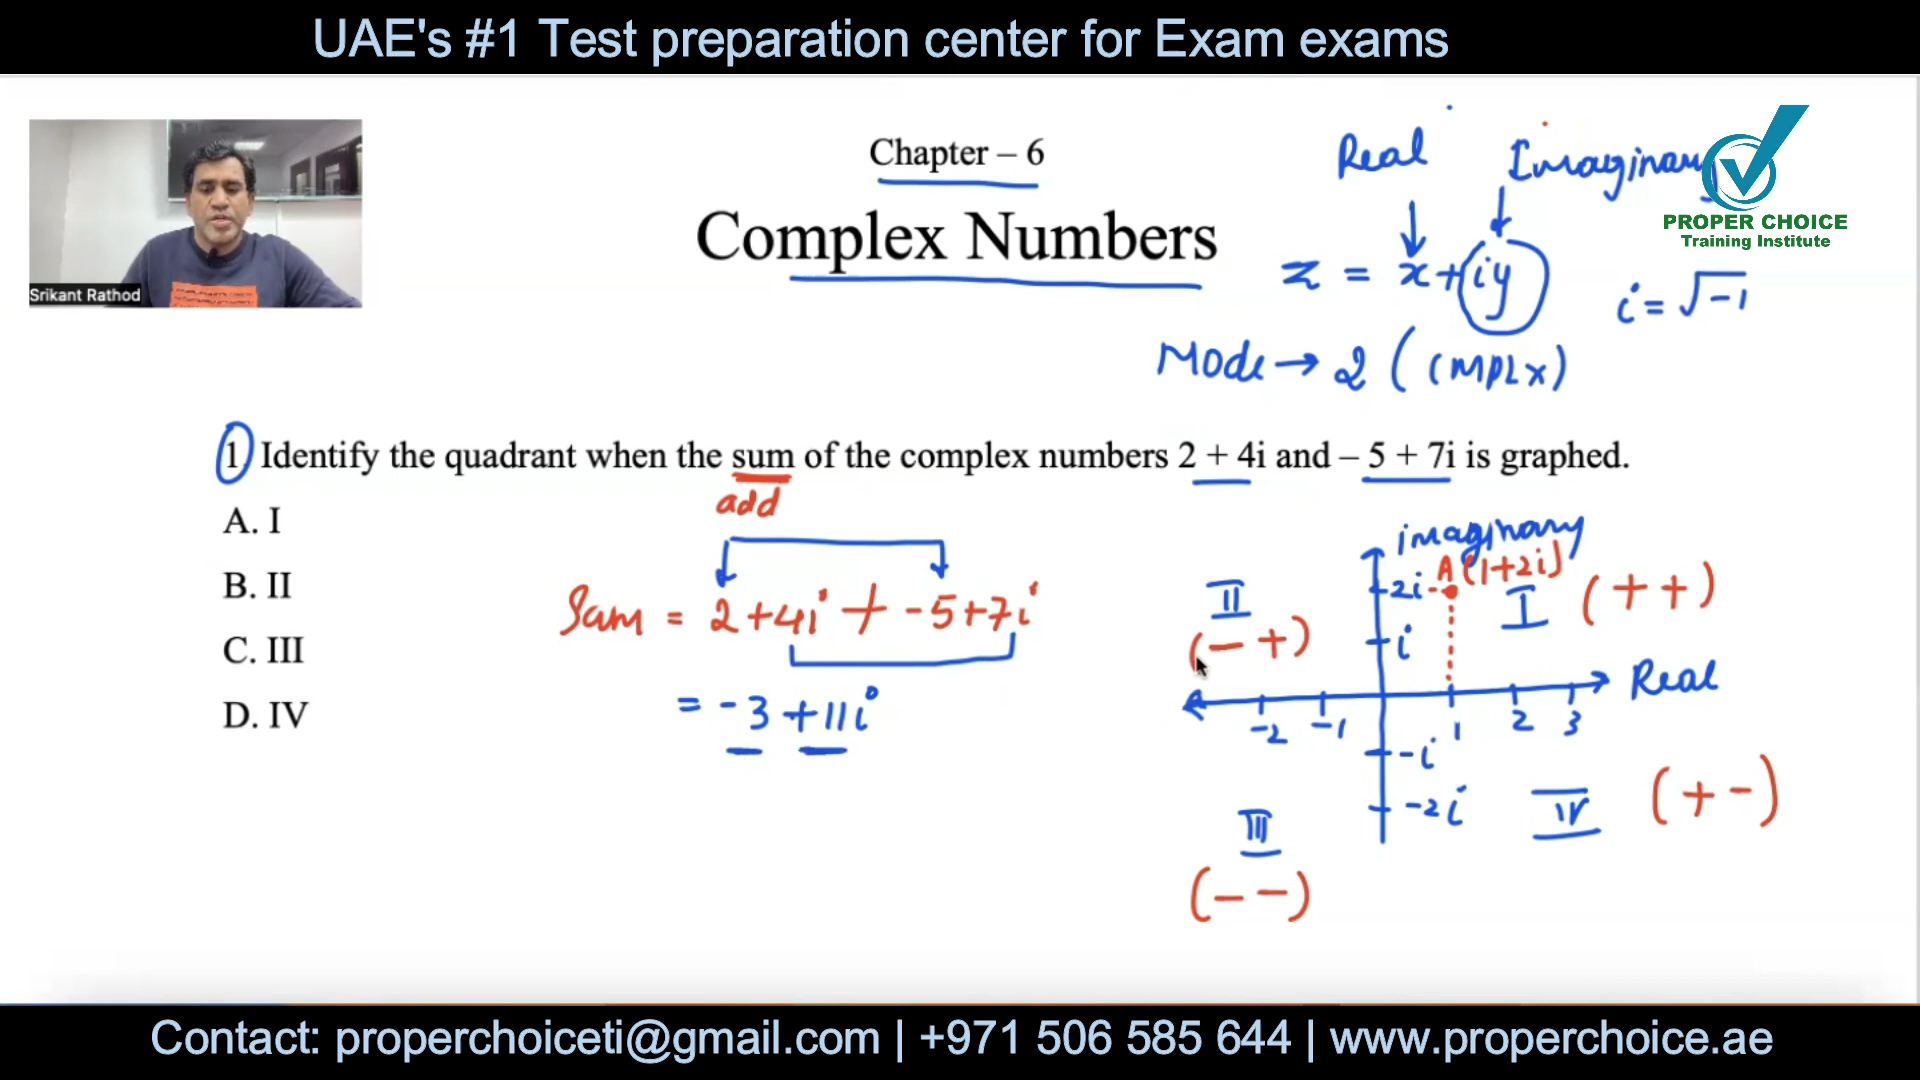 UAE's #1 Test preparation center for Exam exams
Srikant Rathod
Chapter – 6
Complex Numbers
Real
Imaginary
PROPER CHOICE
Training Institute
z = x + iy
i = √-1
Mode → 2 (CMPLX)
1. Identify the quadrant when the sum of the complex numbers 2 + 4i and – 5 + 7i is graphed.
add
A. I
B. II
C. III
D. IV
Sum = 2 + 4i + -5 + 7i
= -3 + 11i
imaginary
A (1+2i)
2i
i
-i
-2i
Real
-2 -1 1 2 3
I (+ +)
II
(- +)
III
(- -)
IV (+ -)
Contact: properchoiceti@gmail.com | +971 506 585 644 | www.properchoice.ae